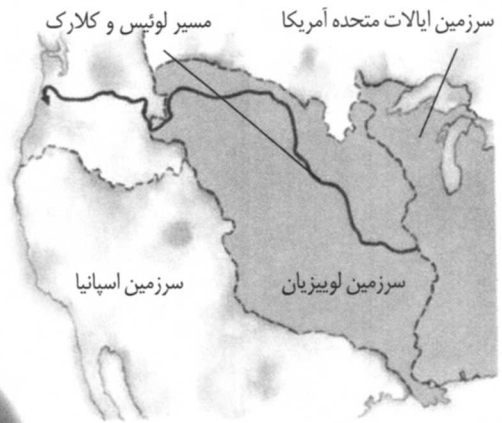 سرزمین ایالات متحده آمریکا
مسیر لوئیس و کلارک
سرزمین لوییزیان
سرزمین اسپانیا